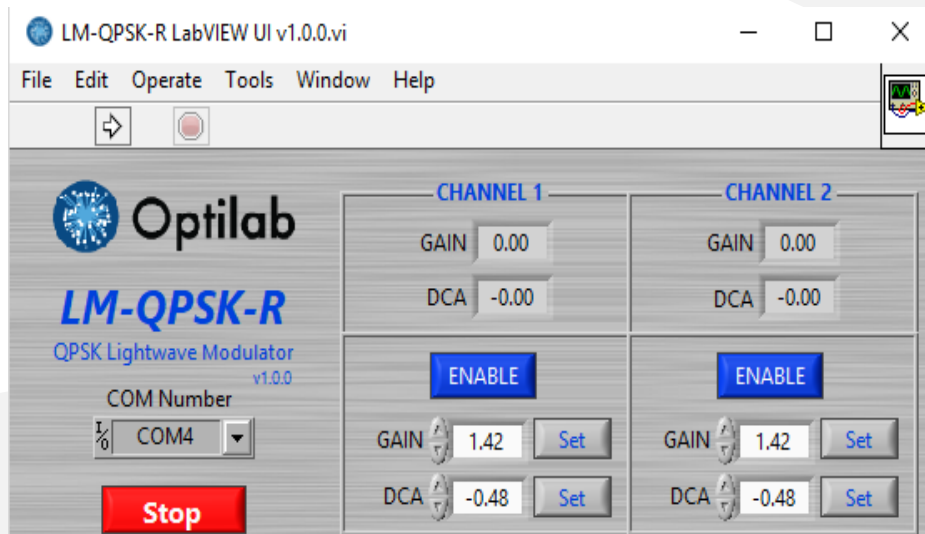 LM-QPSK-R LabVIEW UI v1.0.0.vi
File Edit Operate Tools Window Help
Optilab
LM-QPSK-R
QPSK Lightwave Modulator
v1.0.0
COM Number
I/O COM4
Stop
CHANNEL 1
GAIN 0.00
DCA -0.00
ENABLE
GAIN 1.42 Set
DCA -0.48 Set
CHANNEL 2
GAIN 0.00
DCA -0.00
ENABLE
GAIN 1.42 Set
DCA -0.48 Set